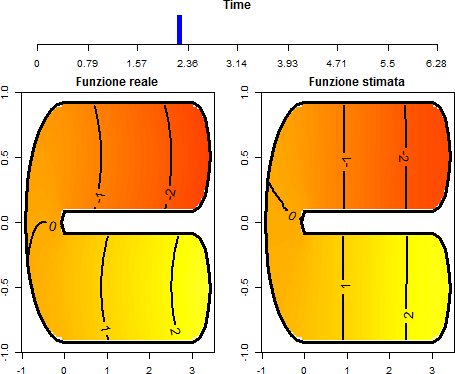 Time
0 0.79 1.57 2.36 3.14 3.93 4.71 5.5 6.28
Funzione reale Funzione stimata
1.0 1.0
-1 -2 -1 -2
0.5 0.5
0 0
0.0 0.0
-0.5 -0.5
1 2 1 2
-1.0 -1.0
-1 0 1 2 3 -1 0 1 2 3